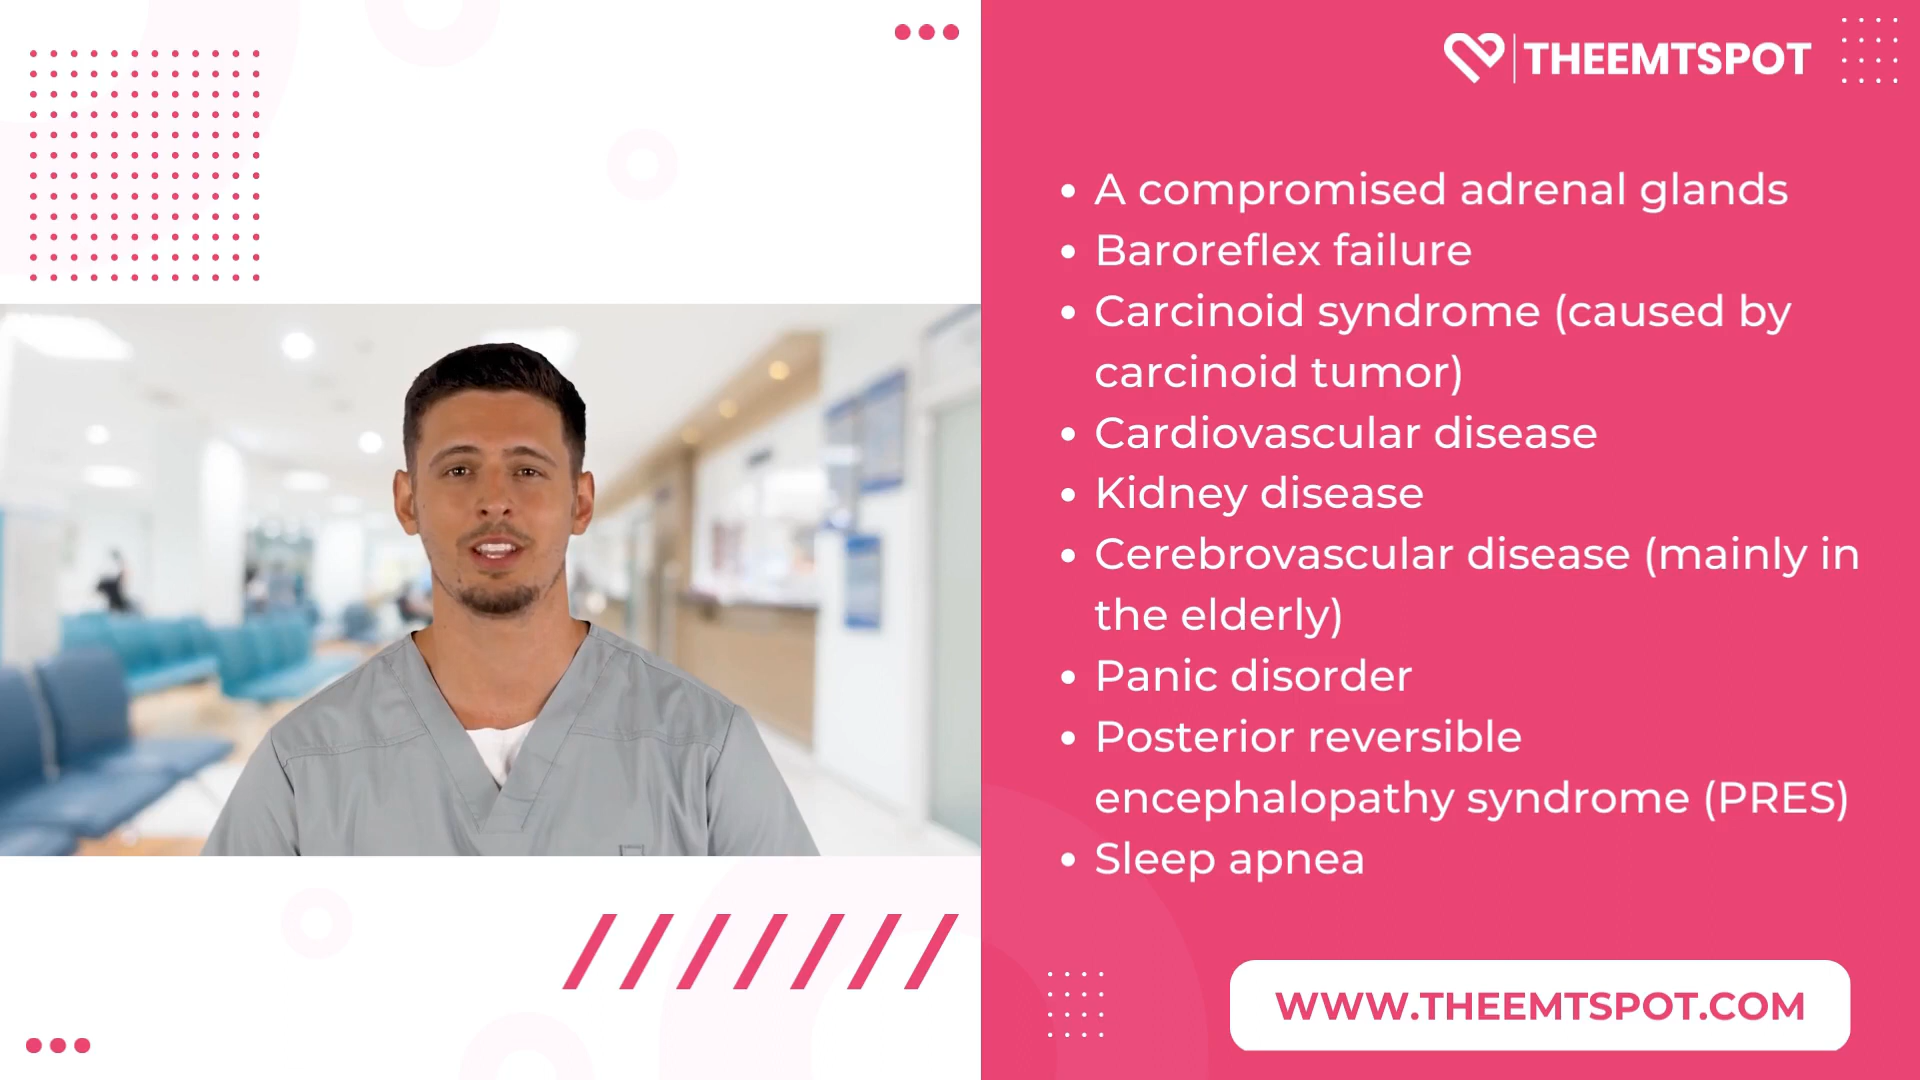 THEEMTSPOT
• A compromised adrenal glands
• Baroreflex failure
• Carcinoid syndrome (caused by
carcinoid tumor)
• Cardiovascular disease
• Kidney disease
• Cerebrovascular disease (mainly in
the elderly)
• Panic disorder
• Posterior reversible
encephalopathy syndrome (PRES)
• Sleep apnea
WWW.THEEMTSPOT.COM